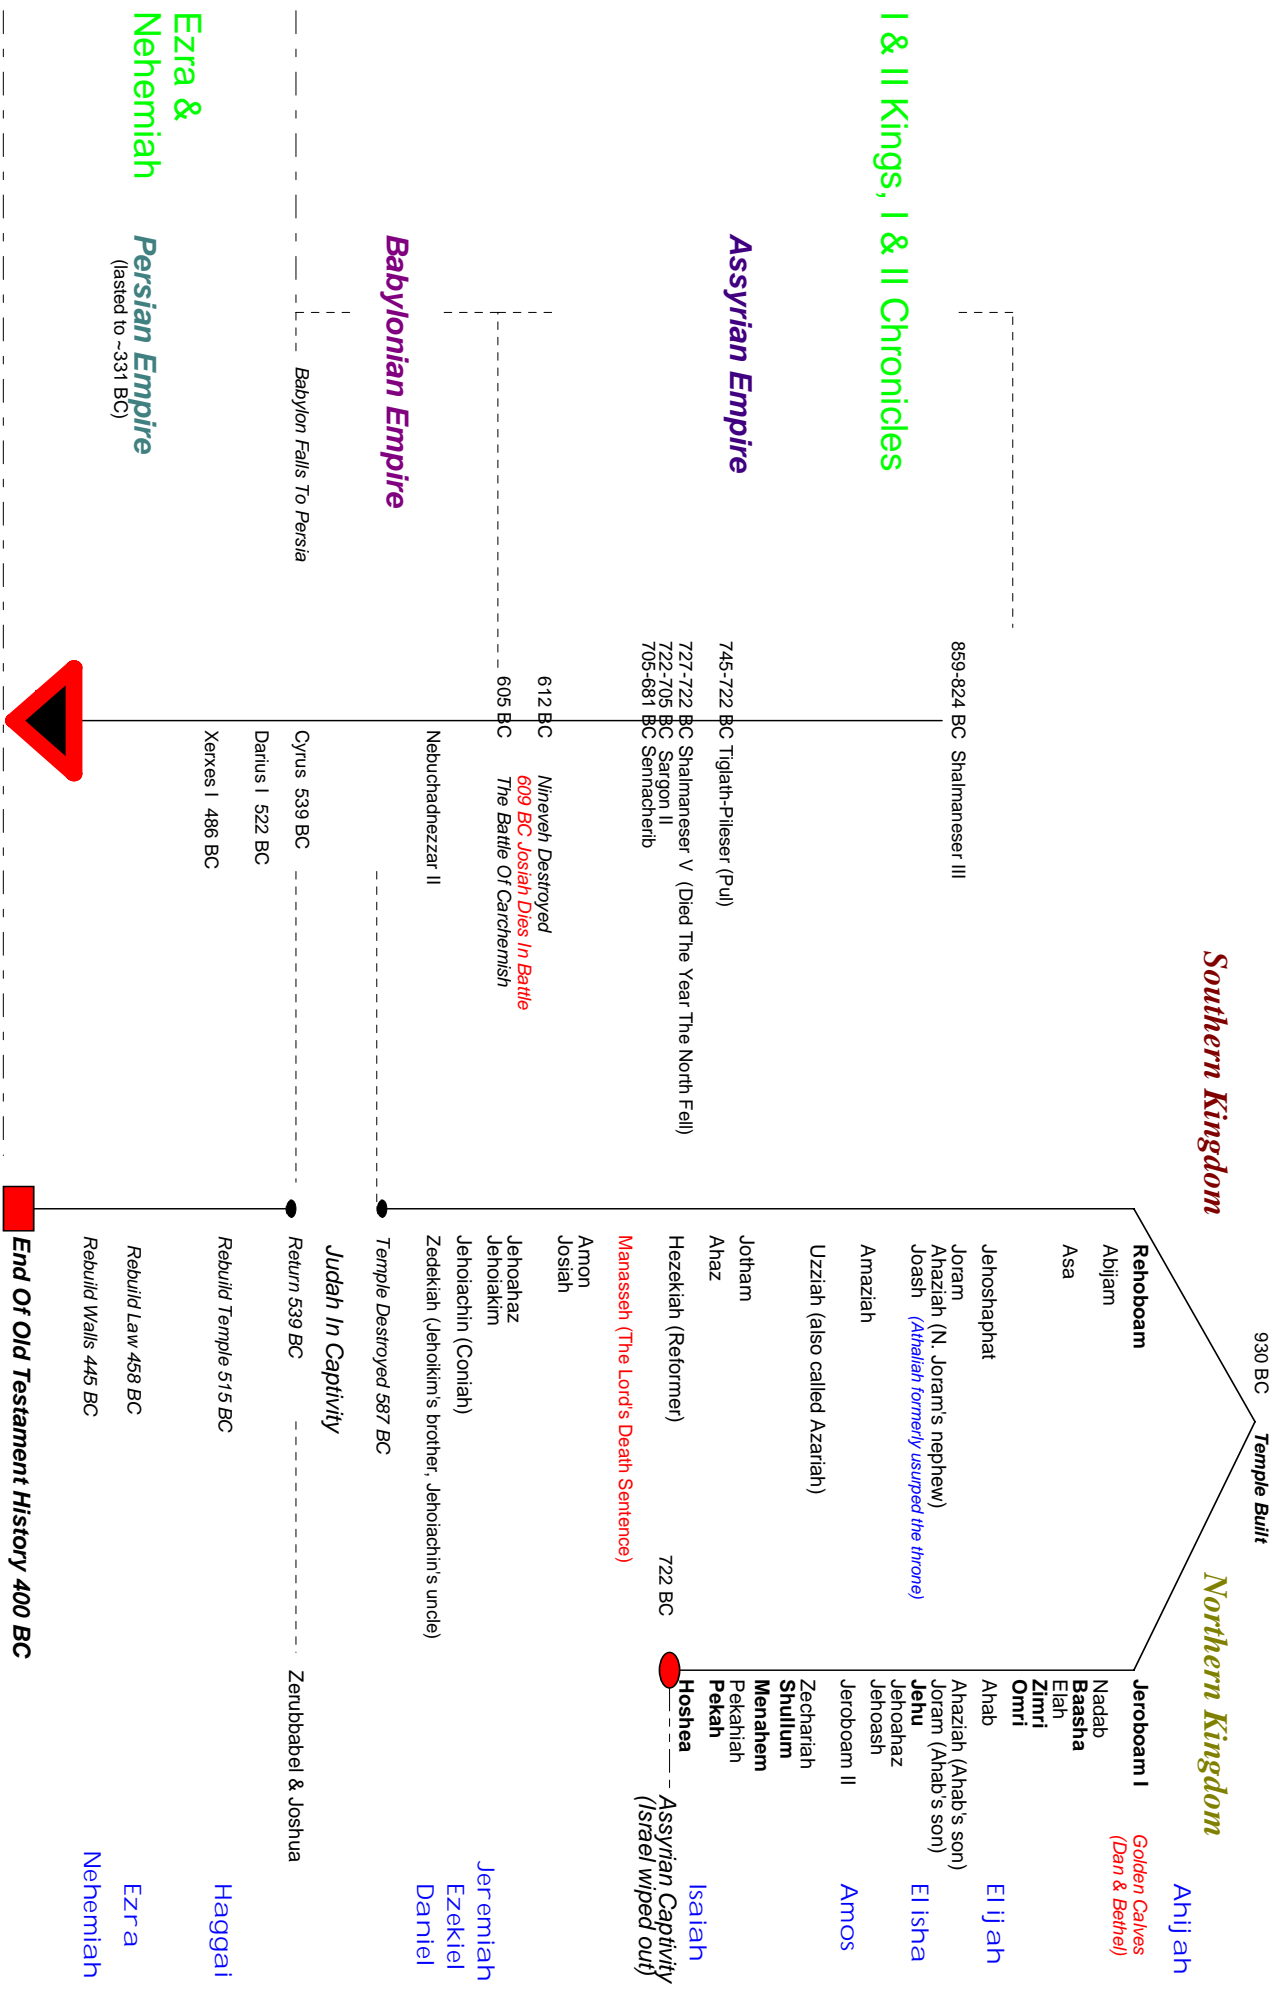 930 BC Temple Built
Southern Kingdom
Northern Kingdom
Ahijah
Rehoboam
Jeroboam I
Golden Calves
(Dan & Bethel)
Abijam
Nadab
Asa
Baasha
Elah
Zimri
Omri
Jehoshaphat
Ahab
Elijah
859-824 BC Shalmaneser III
Joram
Ahaziah (Ahab's son)
Ahaziah (N. Joram's nephew)
Joram (Ahab's son)
Joash (Athaliah formerly usurped the throne)
Jehu
Elisha
I & II Kings, I & II Chronicles
Jehoahaz
Amaziah
Jehoash
Jeroboam II
Amos
Uzziah (also called Azariah)
Zechariah
Shullum
Menahem
Assyrian Empire
Jotham
Pekahiah
745-722 BC Tiglath-Pileser (Pul)
Ahaz
Pekah
727-722 BC Shalmaneser V (Died The Year The North Fell)
Hoshea
Isaiah
722-705 BC Sargon II
Hezekiah (Reformer)
722 BC
Assyrian Captivity
(Israel wiped out)
705-681 BC Sennacherib
Manasseh (The Lord's Death Sentence)
Amon
Josiah
612 BC Nineveh Destroyed
609 BC Josiah Dies In Battle
605 BC The Battle Of Carchemish
Jehoahaz
Jehoiakim
Jeremiah
Jehoiachin (Coniah)
Ezekiel
Nebuchadnezzar II
Zedekiah (Jehoikim's brother, Jehoiachin's uncle)
Daniel
Babylonian Empire
Temple Destroyed 587 BC
Judah In Captivity
Babylon Falls To Persia
Cyrus 539 BC
Return 539 BC
Zerubbabel & Joshua
Darius I 522 BC
Xerxes I 486 BC
Rebuild Temple 515 BC
Haggai
Ezra &
Nehemiah
Persian Empire
(lasted to ~331 BC)
Rebuild Law 458 BC
Ezra
Rebuild Walls 445 BC
Nehemiah
End Of Old Testament History 400 BC